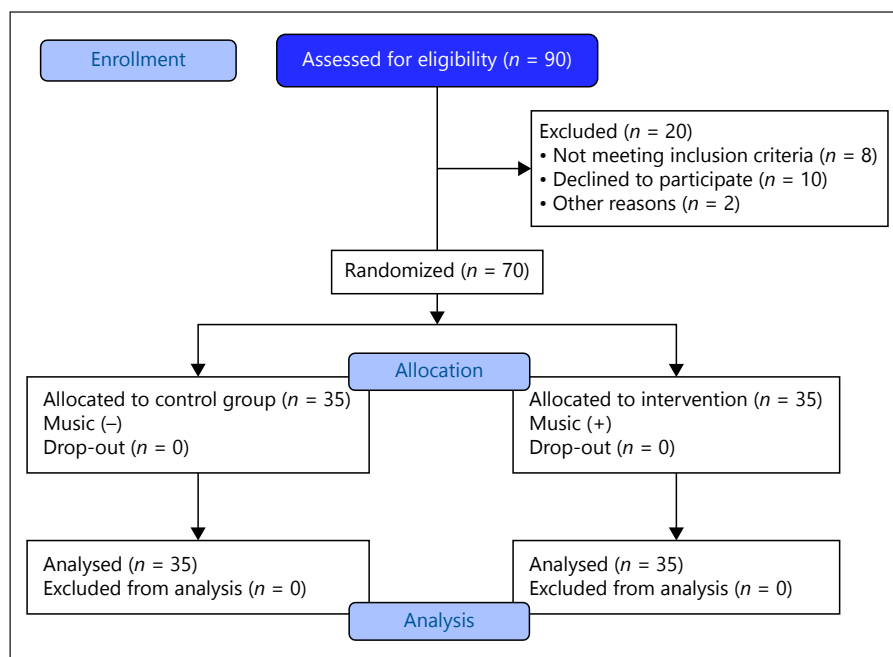 Enrollment
Assessed for eligibility (n = 90)
Excluded (n = 20)
• Not meeting inclusion criteria (n = 8)
• Declined to participate (n = 10)
• Other reasons (n = 2)
Randomized (n = 70)
Allocation
Allocated to control group (n = 35)
Music (–)
Drop-out (n = 0)
Allocated to intervention (n = 35)
Music (+)
Drop-out (n = 0)
Analysed (n = 35)
Excluded from analysis (n = 0)
Analysed (n = 35)
Excluded from analysis (n = 0)
Analysis